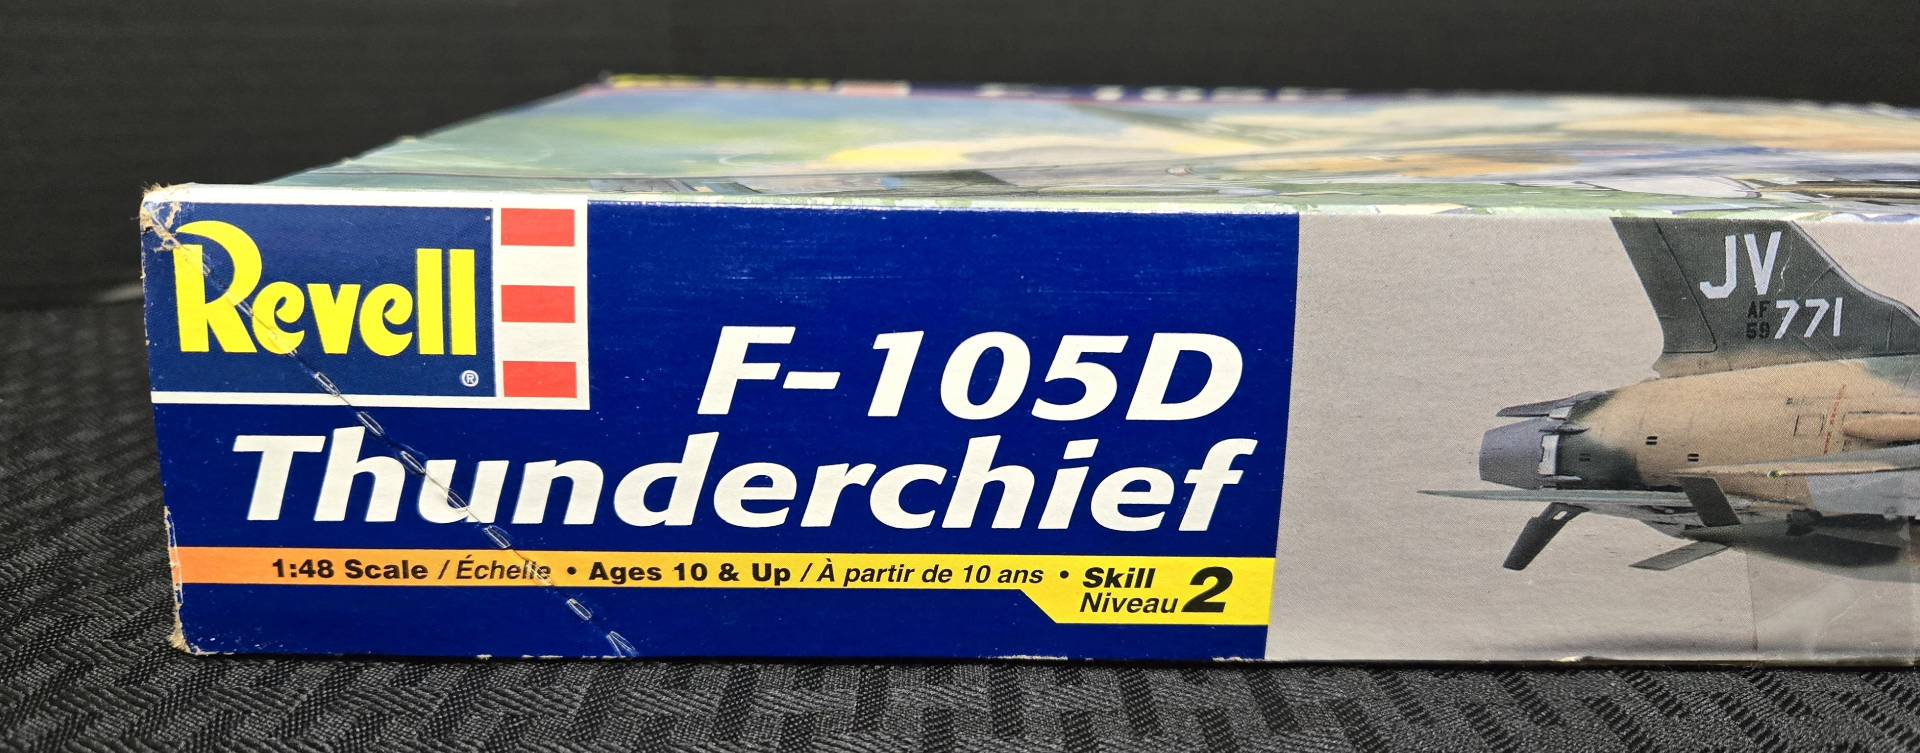 Revell
®
F-105D
Thunderchief
1:48 Scale / Échelle • Ages 10 & Up / À partir de 10 ans • Skill 2
Niveau
JV
AF
59 771